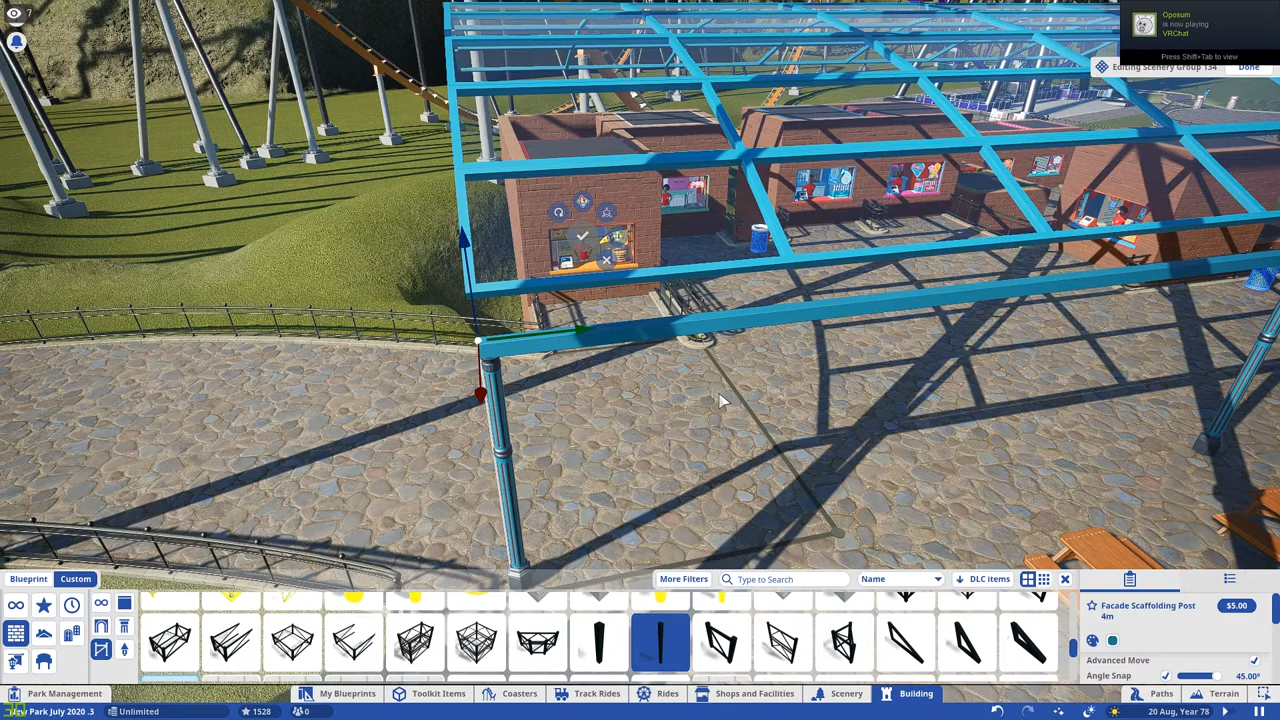 7
Oposum
is now playing
VRChat
Press Shift+Tab to view
Editing Scenery Group 134
Done
Blueprint
Custom
More Filters
Type to Search
Name
DLC items
Facade Scaffolding Post
4m
$5.00
Advanced Move
Angle Snap
45.00°
Park Management
My Blueprints
Toolkit Items
Coasters
Track Rides
Rides
Shops and Facilities
Scenery
Building
Paths
Terrain
Park July 2020 .3
Unlimited
1528
0
20 Aug, Year 78